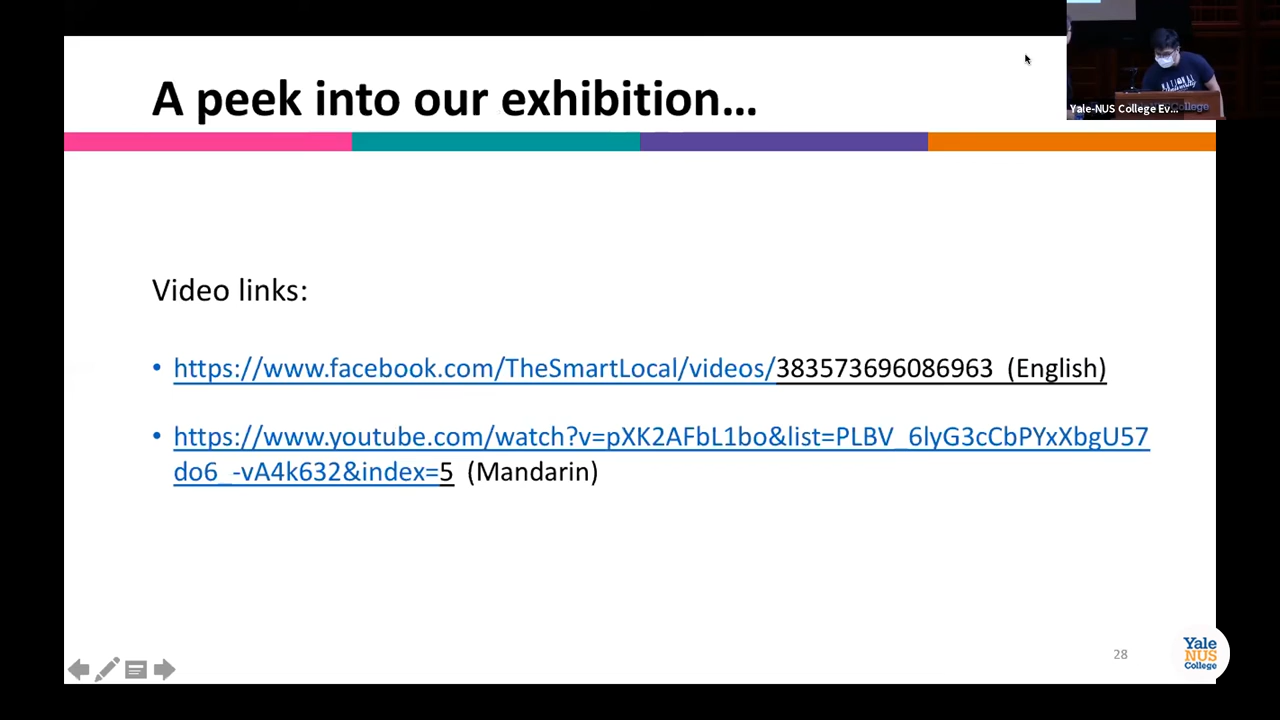 A peek into our exhibition…
Yale-NUS College Ev...
College
Video links:
• https://www.facebook.com/TheSmartLocal/videos/383573696086963 (English)
• https://www.youtube.com/watch?v=pXK2AFbL1bo&list=PLBV_6lyG3cCbPYxXbgU57
do6_-vA4k632&index=5 (Mandarin)
28
Yale
NUS
College